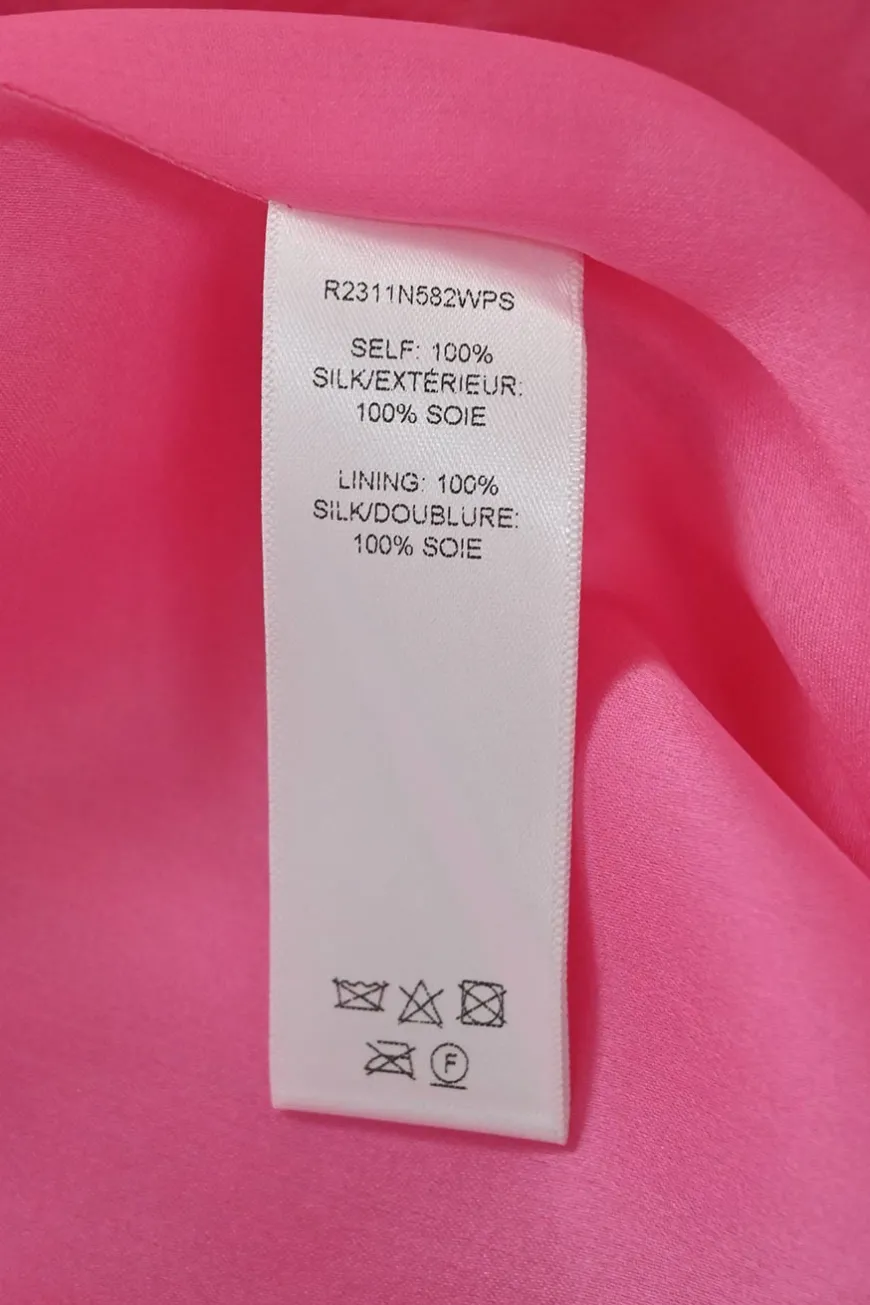 R2311N582WPS
SELF: 100%
SILK/EXTÉRIEUR:
100% SOIE
LINING: 100%
SILK/DOUBLURE:
100% SOIE
F